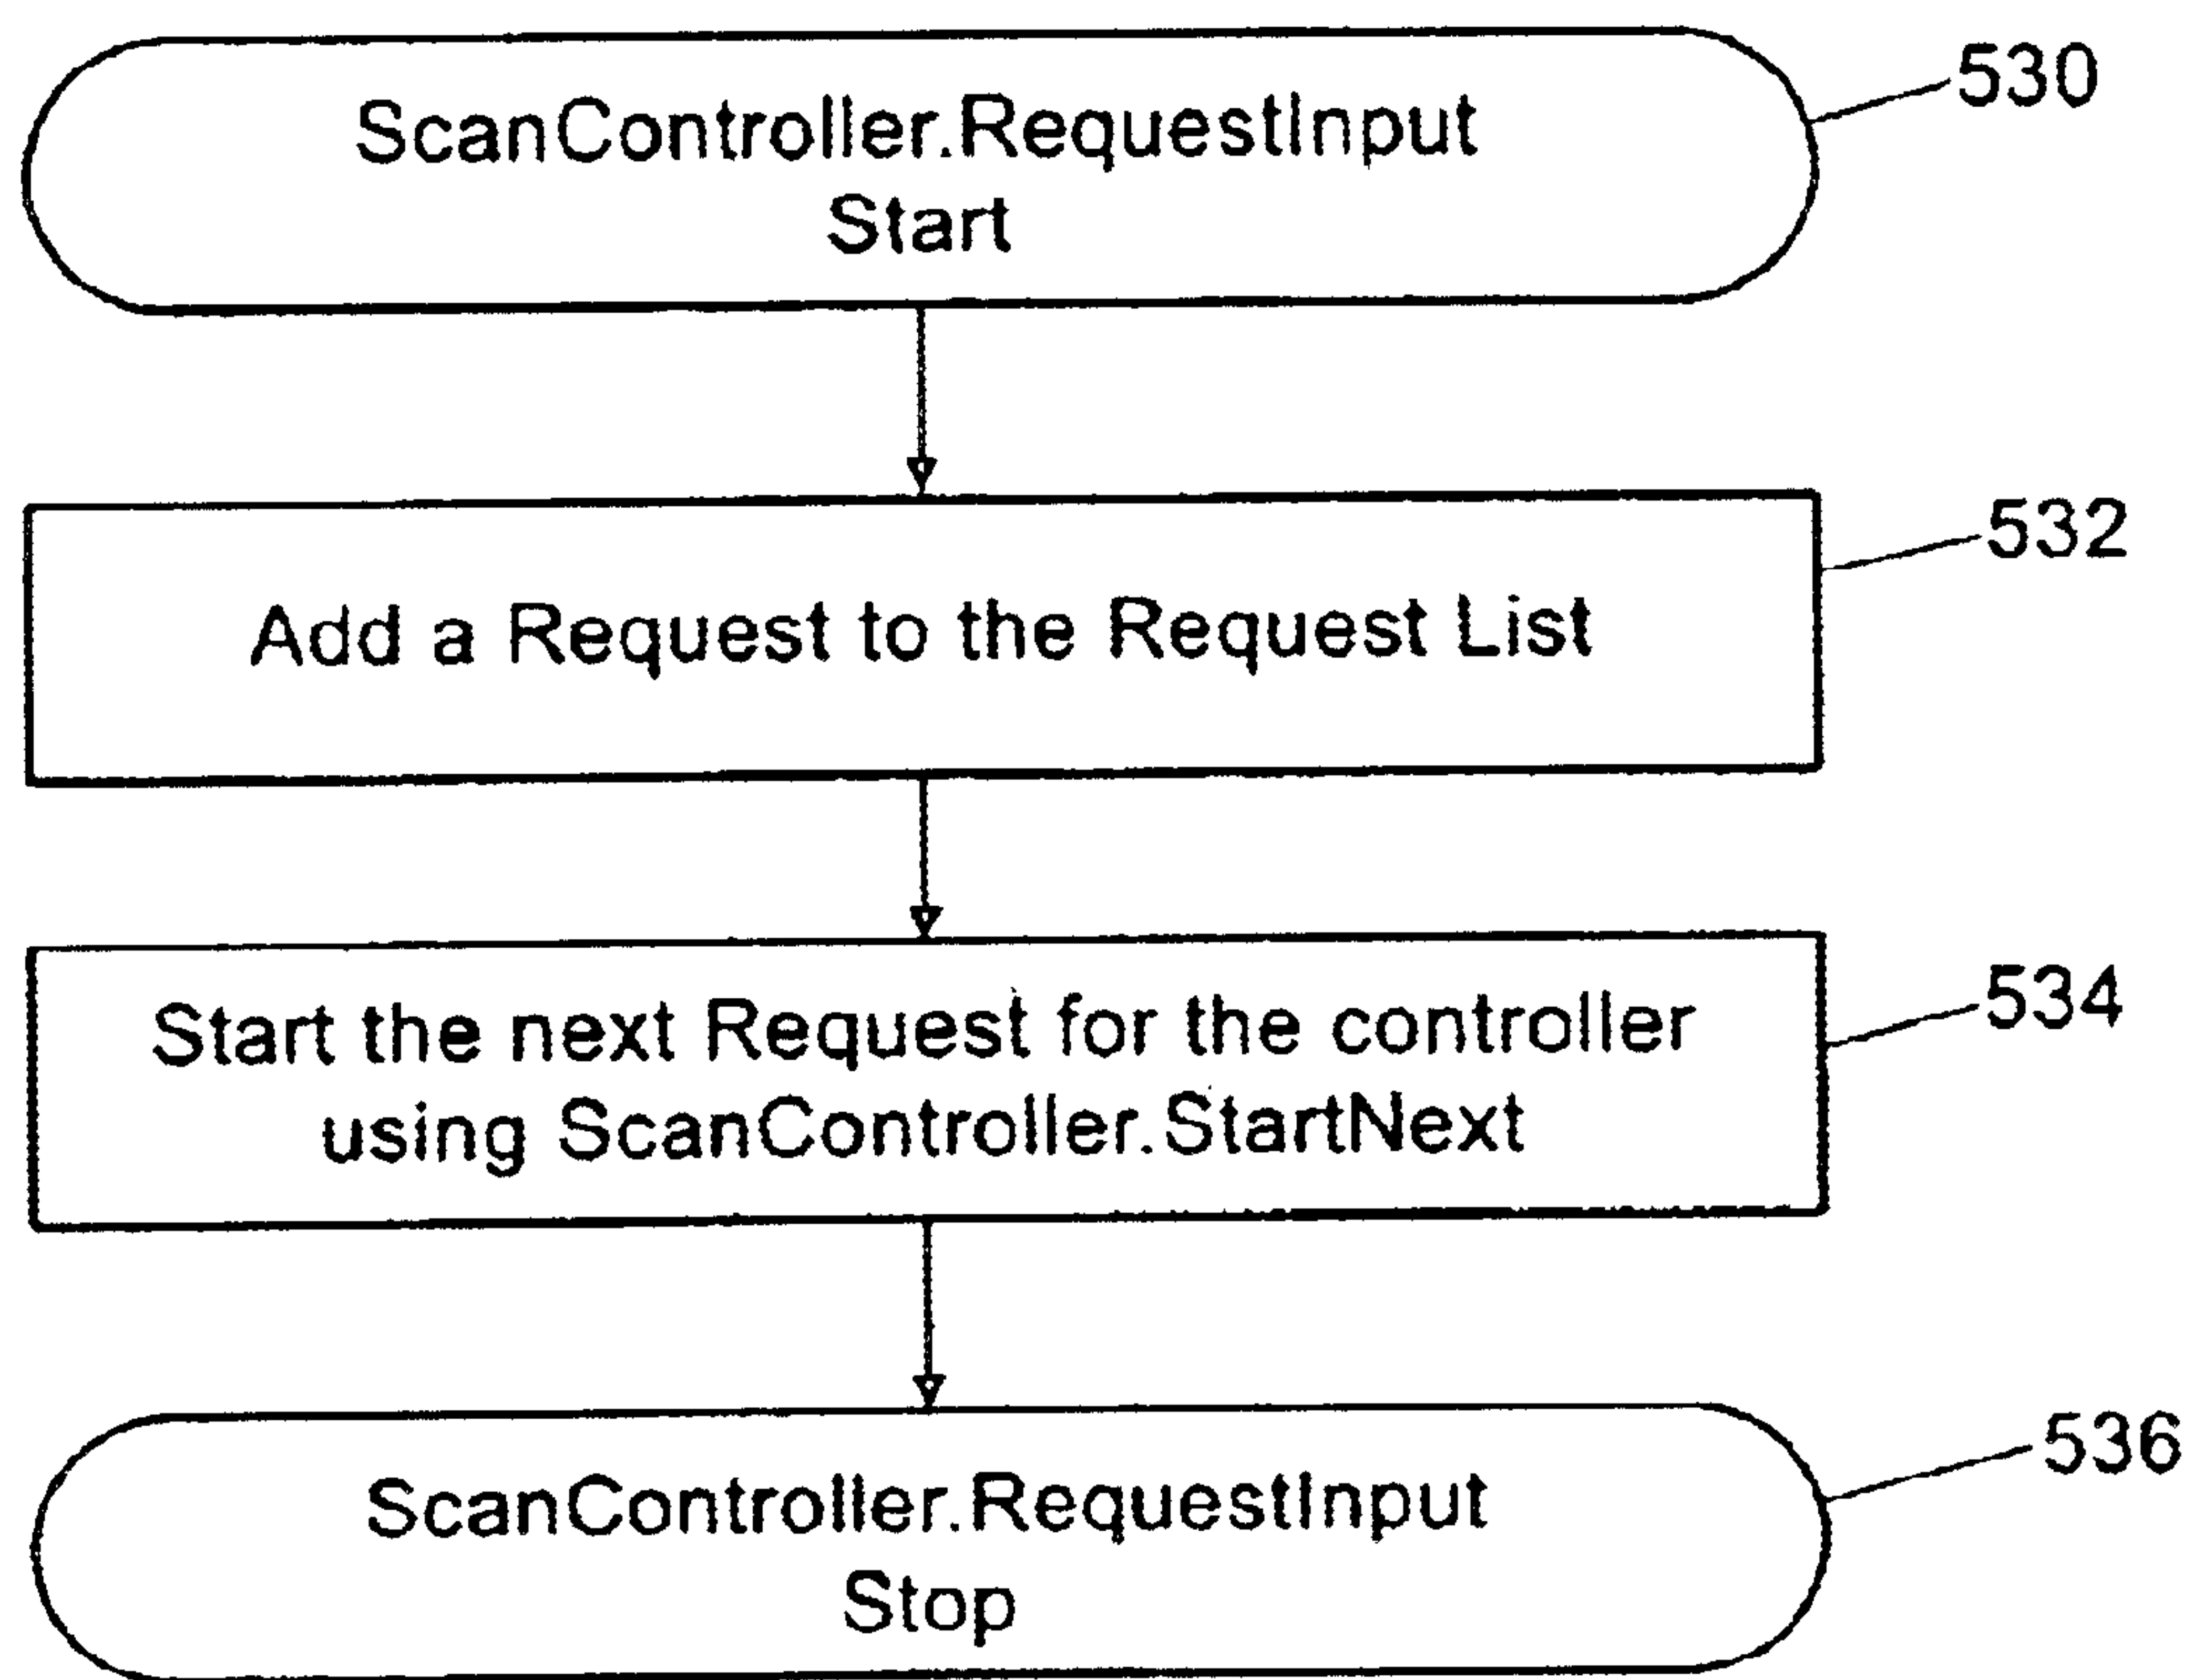 ScanController.RequestInput
Start
530
Add a Request to the Request List
532
Start the next Request for the controller
using ScanController.StartNext
534
ScanController.RequestInput
Stop
536